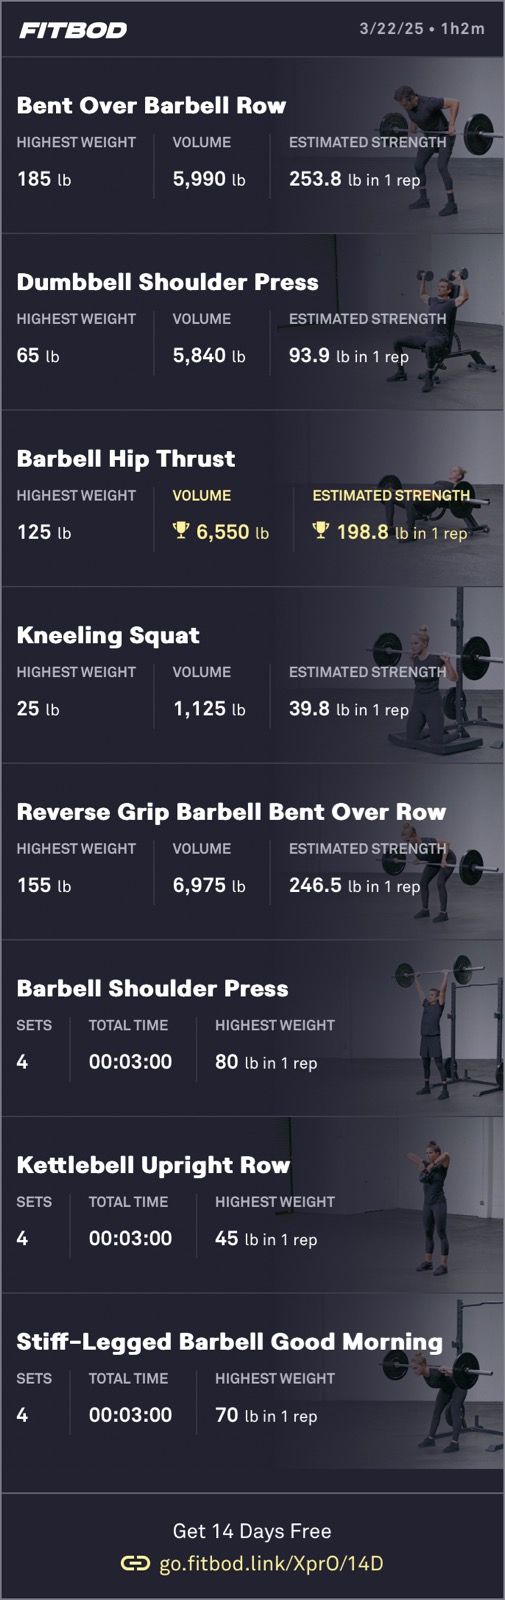 FITBOD
3/22/25 • 1h2m
Bent Over Barbell Row
HIGHEST WEIGHT VOLUME ESTIMATED STRENGTH
185 lb 5,990 lb 253.8 lb in 1 rep
Dumbbell Shoulder Press
HIGHEST WEIGHT VOLUME ESTIMATED STRENGTH
65 lb 5,840 lb 93.9 lb in 1 rep
Barbell Hip Thrust
HIGHEST WEIGHT VOLUME ESTIMATED STRENGTH
125 lb 6,550 lb 198.8 lb in 1 rep
Kneeling Squat
HIGHEST WEIGHT VOLUME ESTIMATED STRENGTH
25 lb 1,125 lb 39.8 lb in 1 rep
Reverse Grip Barbell Bent Over Row
HIGHEST WEIGHT VOLUME ESTIMATED STRENGTH
155 lb 6,975 lb 246.5 lb in 1 rep
Barbell Shoulder Press
SETS TOTAL TIME HIGHEST WEIGHT
4 00:03:00 80 lb in 1 rep
Kettlebell Upright Row
SETS TOTAL TIME HIGHEST WEIGHT
4 00:03:00 45 lb in 1 rep
Stiff-Legged Barbell Good Morning
SETS TOTAL TIME HIGHEST WEIGHT
4 00:03:00 70 lb in 1 rep
Get 14 Days Free
go.fitbod.link/XprO/14D